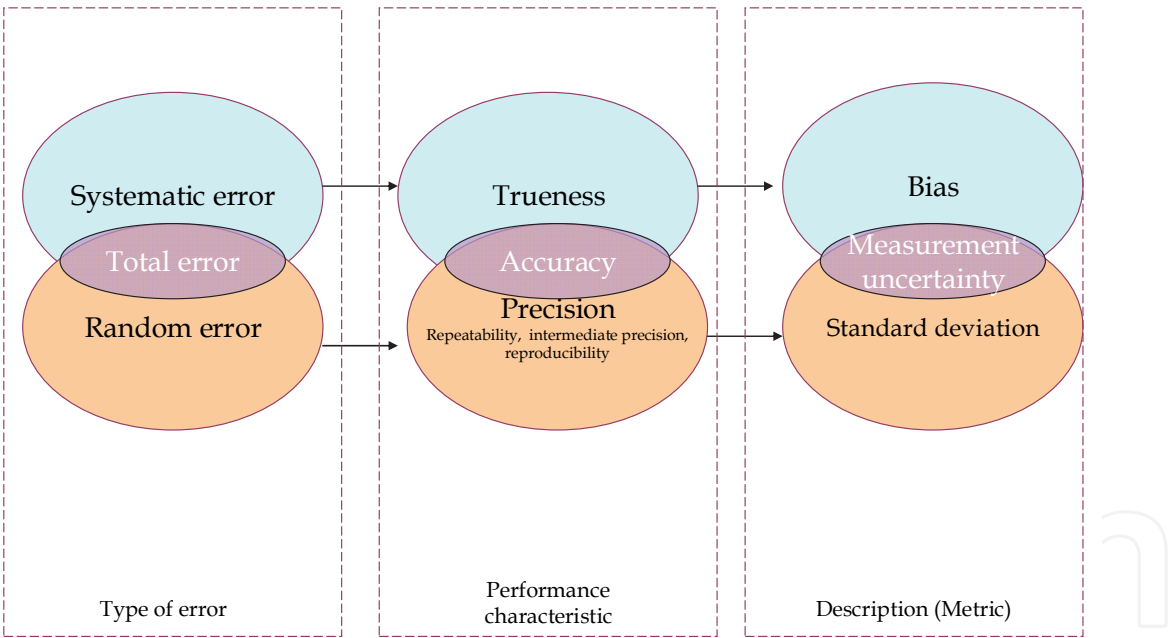 Systematic error
Total error
Random error
Type of error
Trueness
Accuracy
Precision
Repeatability, intermediate precision,
reproducibility
Performance
characteristic
Bias
Measurement
uncertainty
Standard deviation
Description (Metric)